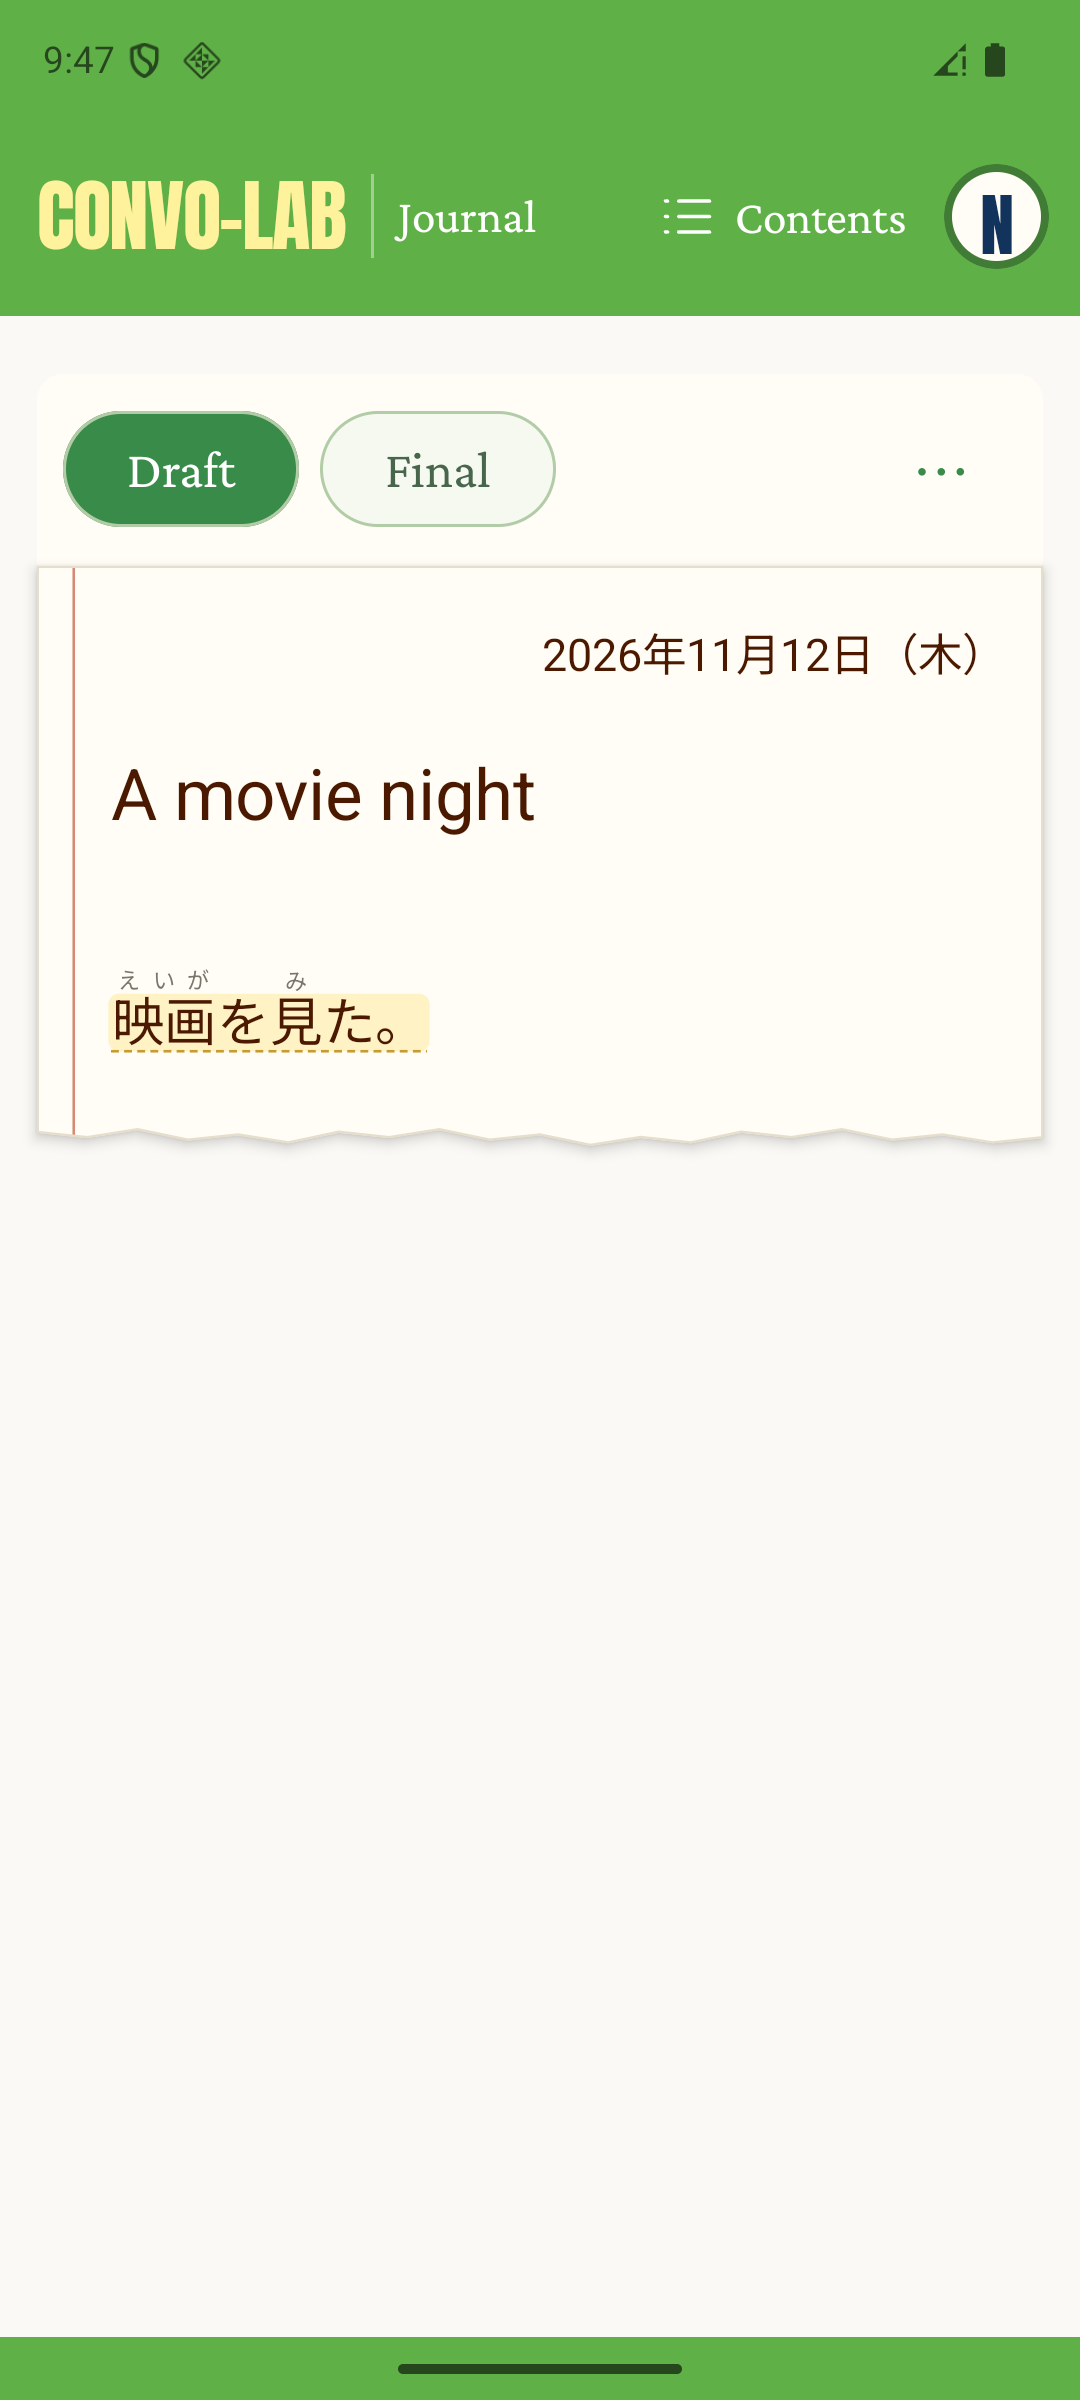 9:47
CONVO-LAB
Journal
Contents
N
Draft
Final
2026年11月12日（木）
A movie night
えいが み
映画を見た。